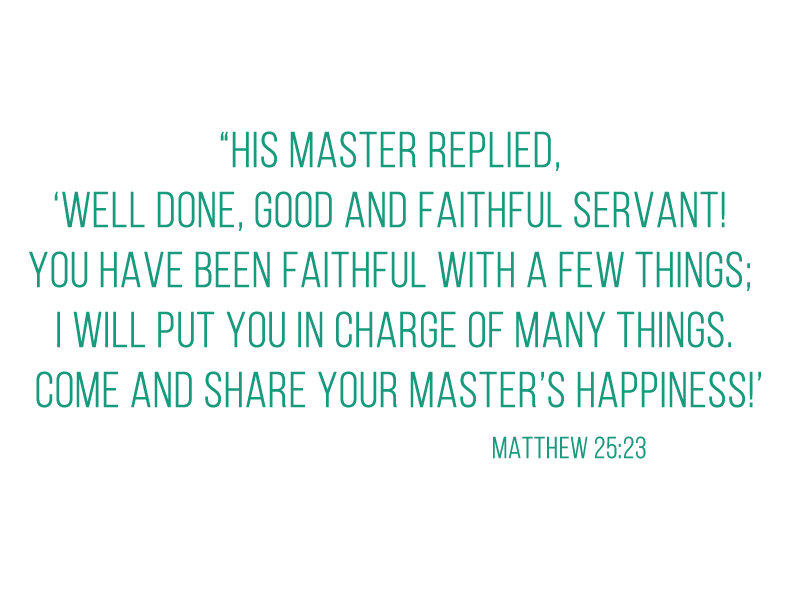 “HIS MASTER REPLIED,
‘WELL DONE, GOOD AND FAITHFUL SERVANT!
YOU HAVE BEEN FAITHFUL WITH A FEW THINGS;
I WILL PUT YOU IN CHARGE OF MANY THINGS.
COME AND SHARE YOUR MASTER’S HAPPINESS!’
MATTHEW 25:23